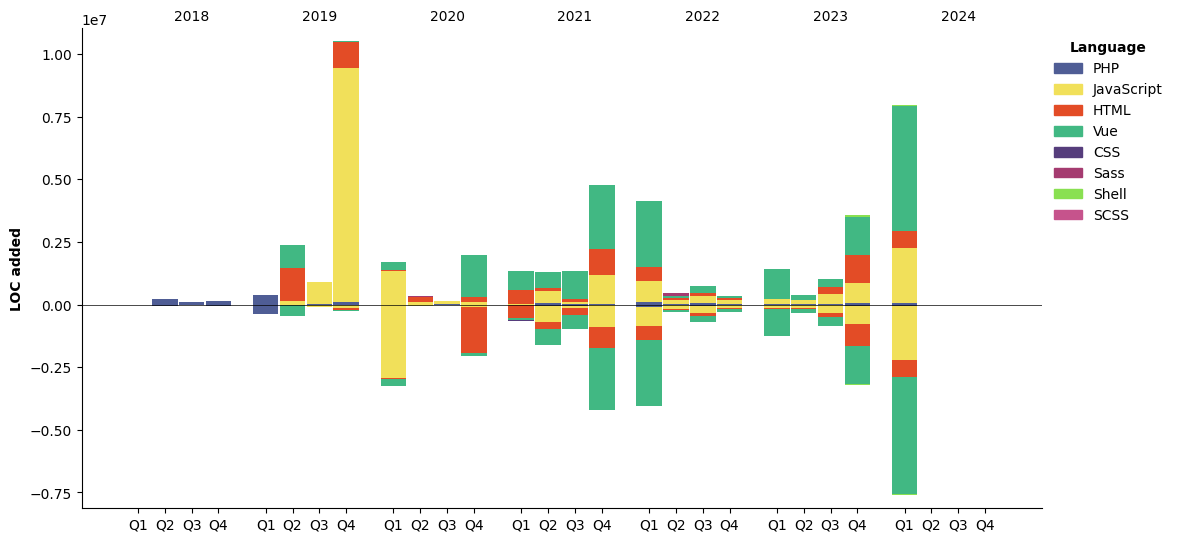 1e7
2018 2019 2020 2021 2022 2023 2024
1.00
0.75
0.50
0.25
0.00
−0.25
−0.50
−0.75
LOC added
Q1 Q2 Q3 Q4 Q1 Q2 Q3 Q4 Q1 Q2 Q3 Q4 Q1 Q2 Q3 Q4 Q1 Q2 Q3 Q4 Q1 Q2 Q3 Q4 Q1 Q2 Q3 Q4
Language
PHP
JavaScript
HTML
Vue
CSS
Sass
Shell
SCSS